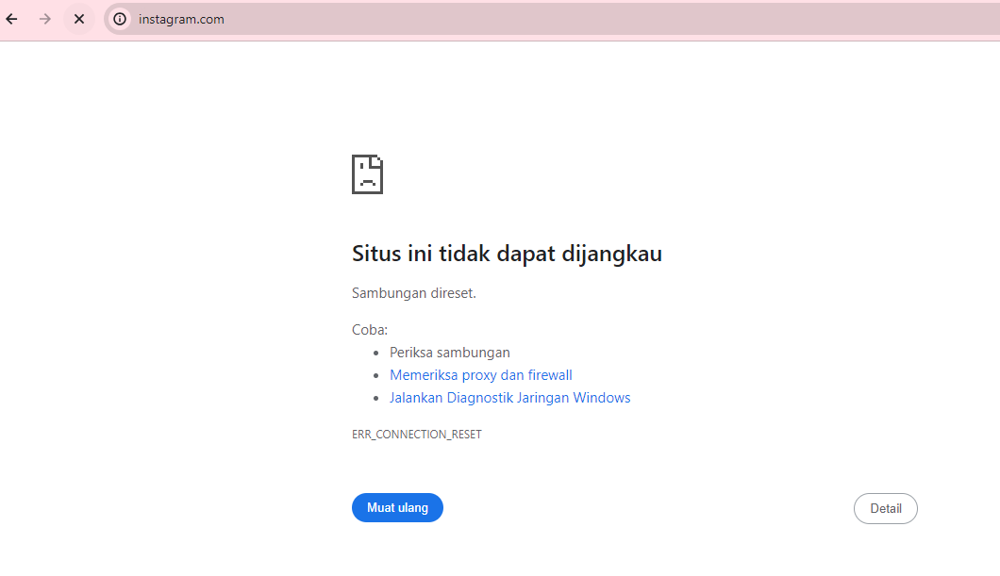 instagram.com
Situs ini tidak dapat dijangkau
Sambungan direset.
Coba:
Periksa sambungan
Memeriksa proxy dan firewall
Jalankan Diagnostik Jaringan Windows
ERR_CONNECTION_RESET
Muat ulang
Detail